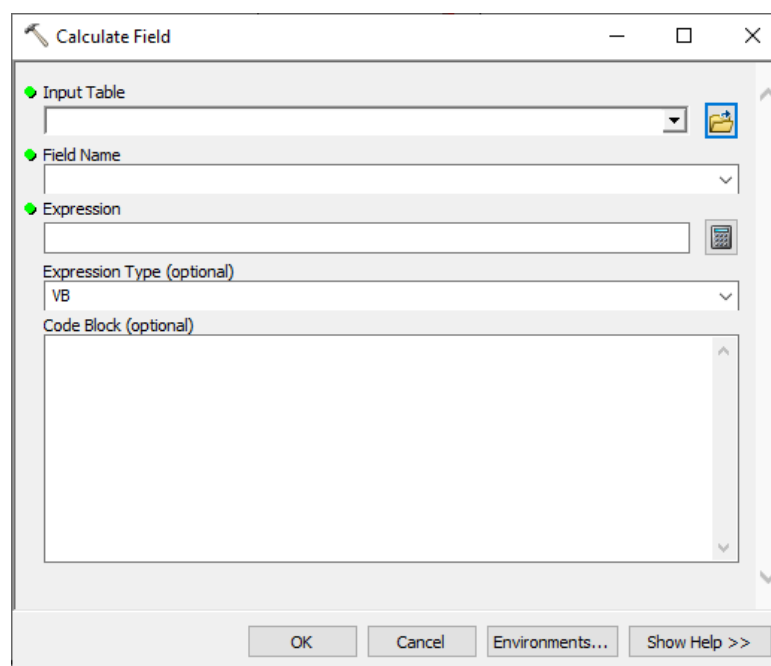 Calculate Field
Input Table
Field Name
Expression
Expression Type (optional)
VB
Code Block (optional)
OK Cancel Environments... Show Help >>